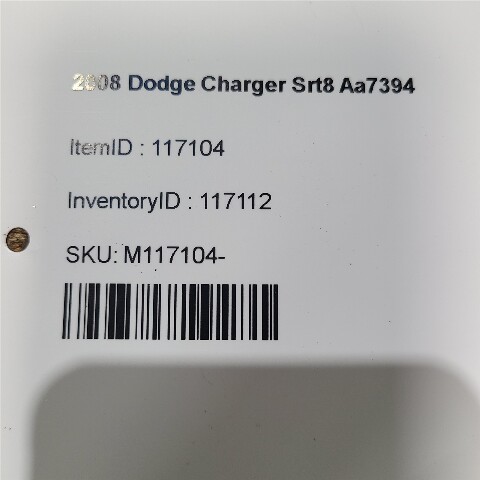 2008 Dodge Charger Srt8 Aa7394
ItemID : 117104
InventoryID : 117112
SKU: M117104-